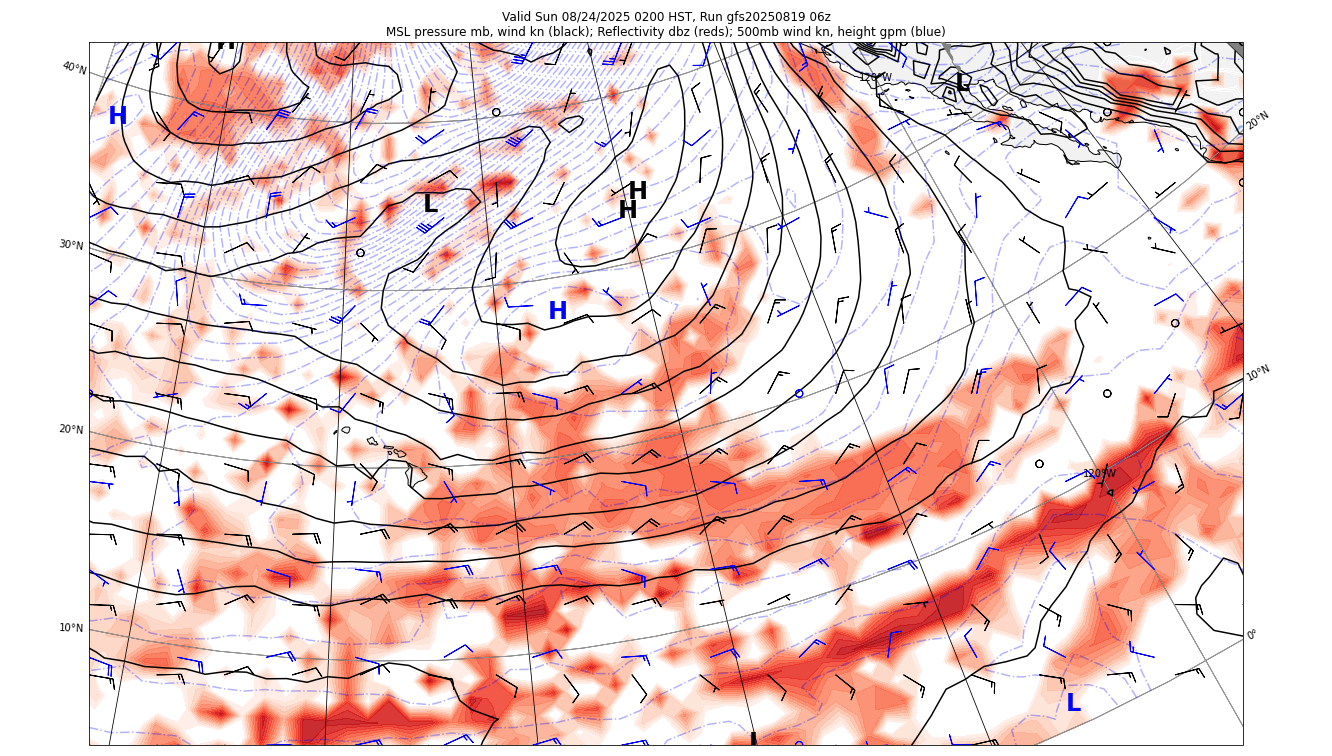 Valid Sun 08/24/2025 0200 HST, Run gfs20250819 06z
MSL pressure mb, wind kn (black); Reflectivity dbz (reds); 500mb wind kn, height gpm (blue)
H
40°N
120°W
L
H
20°N
H
L
H
30°N
H
10°N
20°N
120°W
10°N
0°
L
L